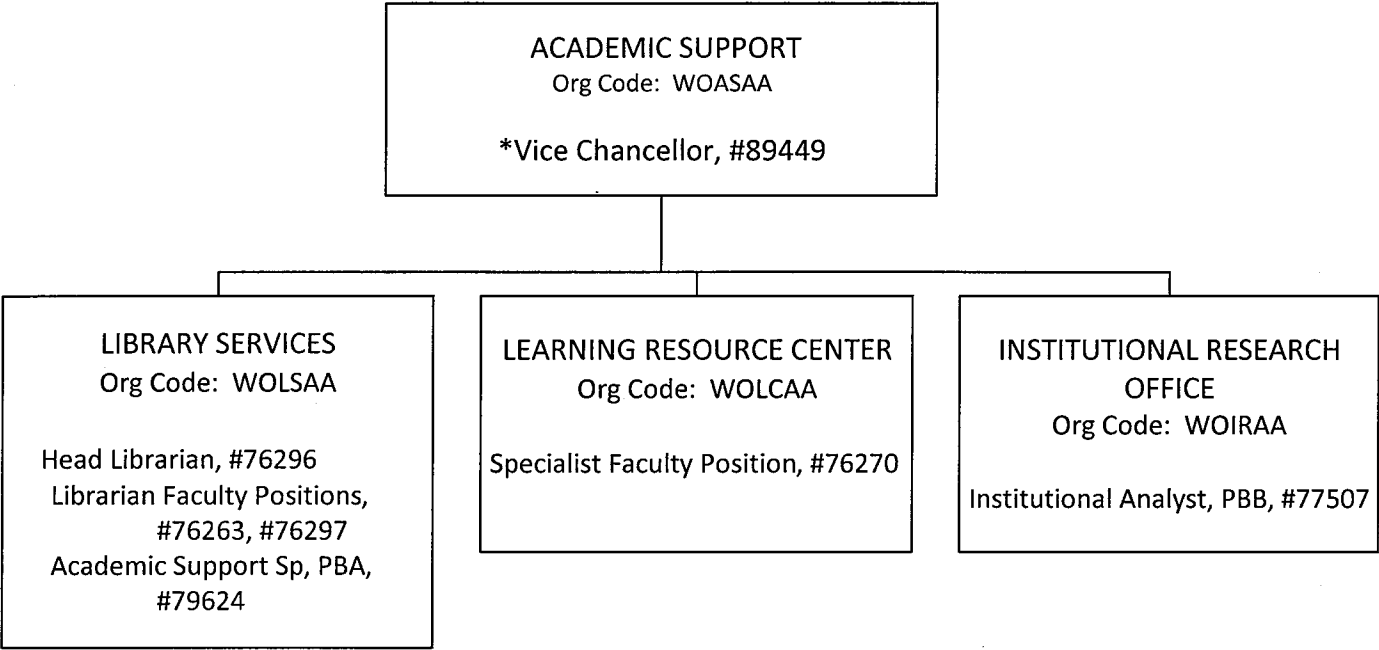 ACADEMIC SUPPORT
Org Code: WOASAA
*Vice Chancellor, #89449
LIBRARY SERVICES
Org Code: WOLSAA
Head Librarian, #76296
Librarian Faculty Positions,
#76263, #76297
Academic Support Sp, PBA,
#79624
LEARNING RESOURCE CENTER
Org Code: WOLCAA
Specialist Faculty Position, #76270
INSTITUTIONAL RESEARCH
OFFICE
Org Code: WOIRAA
Institutional Analyst, PBB, #77507